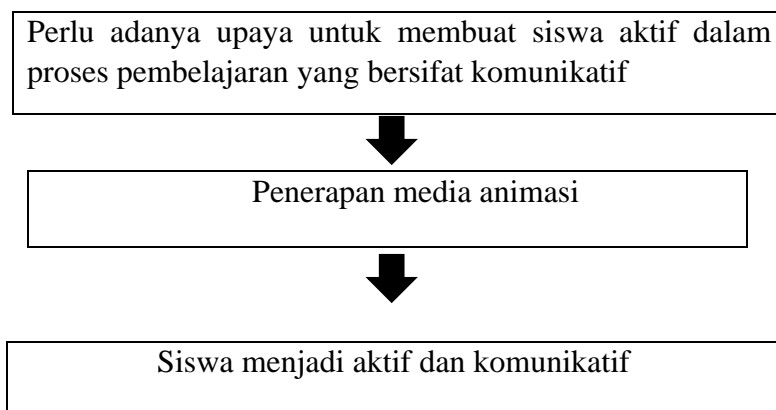 Perlu adanya upaya untuk membuat siswa aktif dalam
proses pembelajaran yang bersifat komunikatif
Penerapan media animasi
Siswa menjadi aktif dan komunikatif